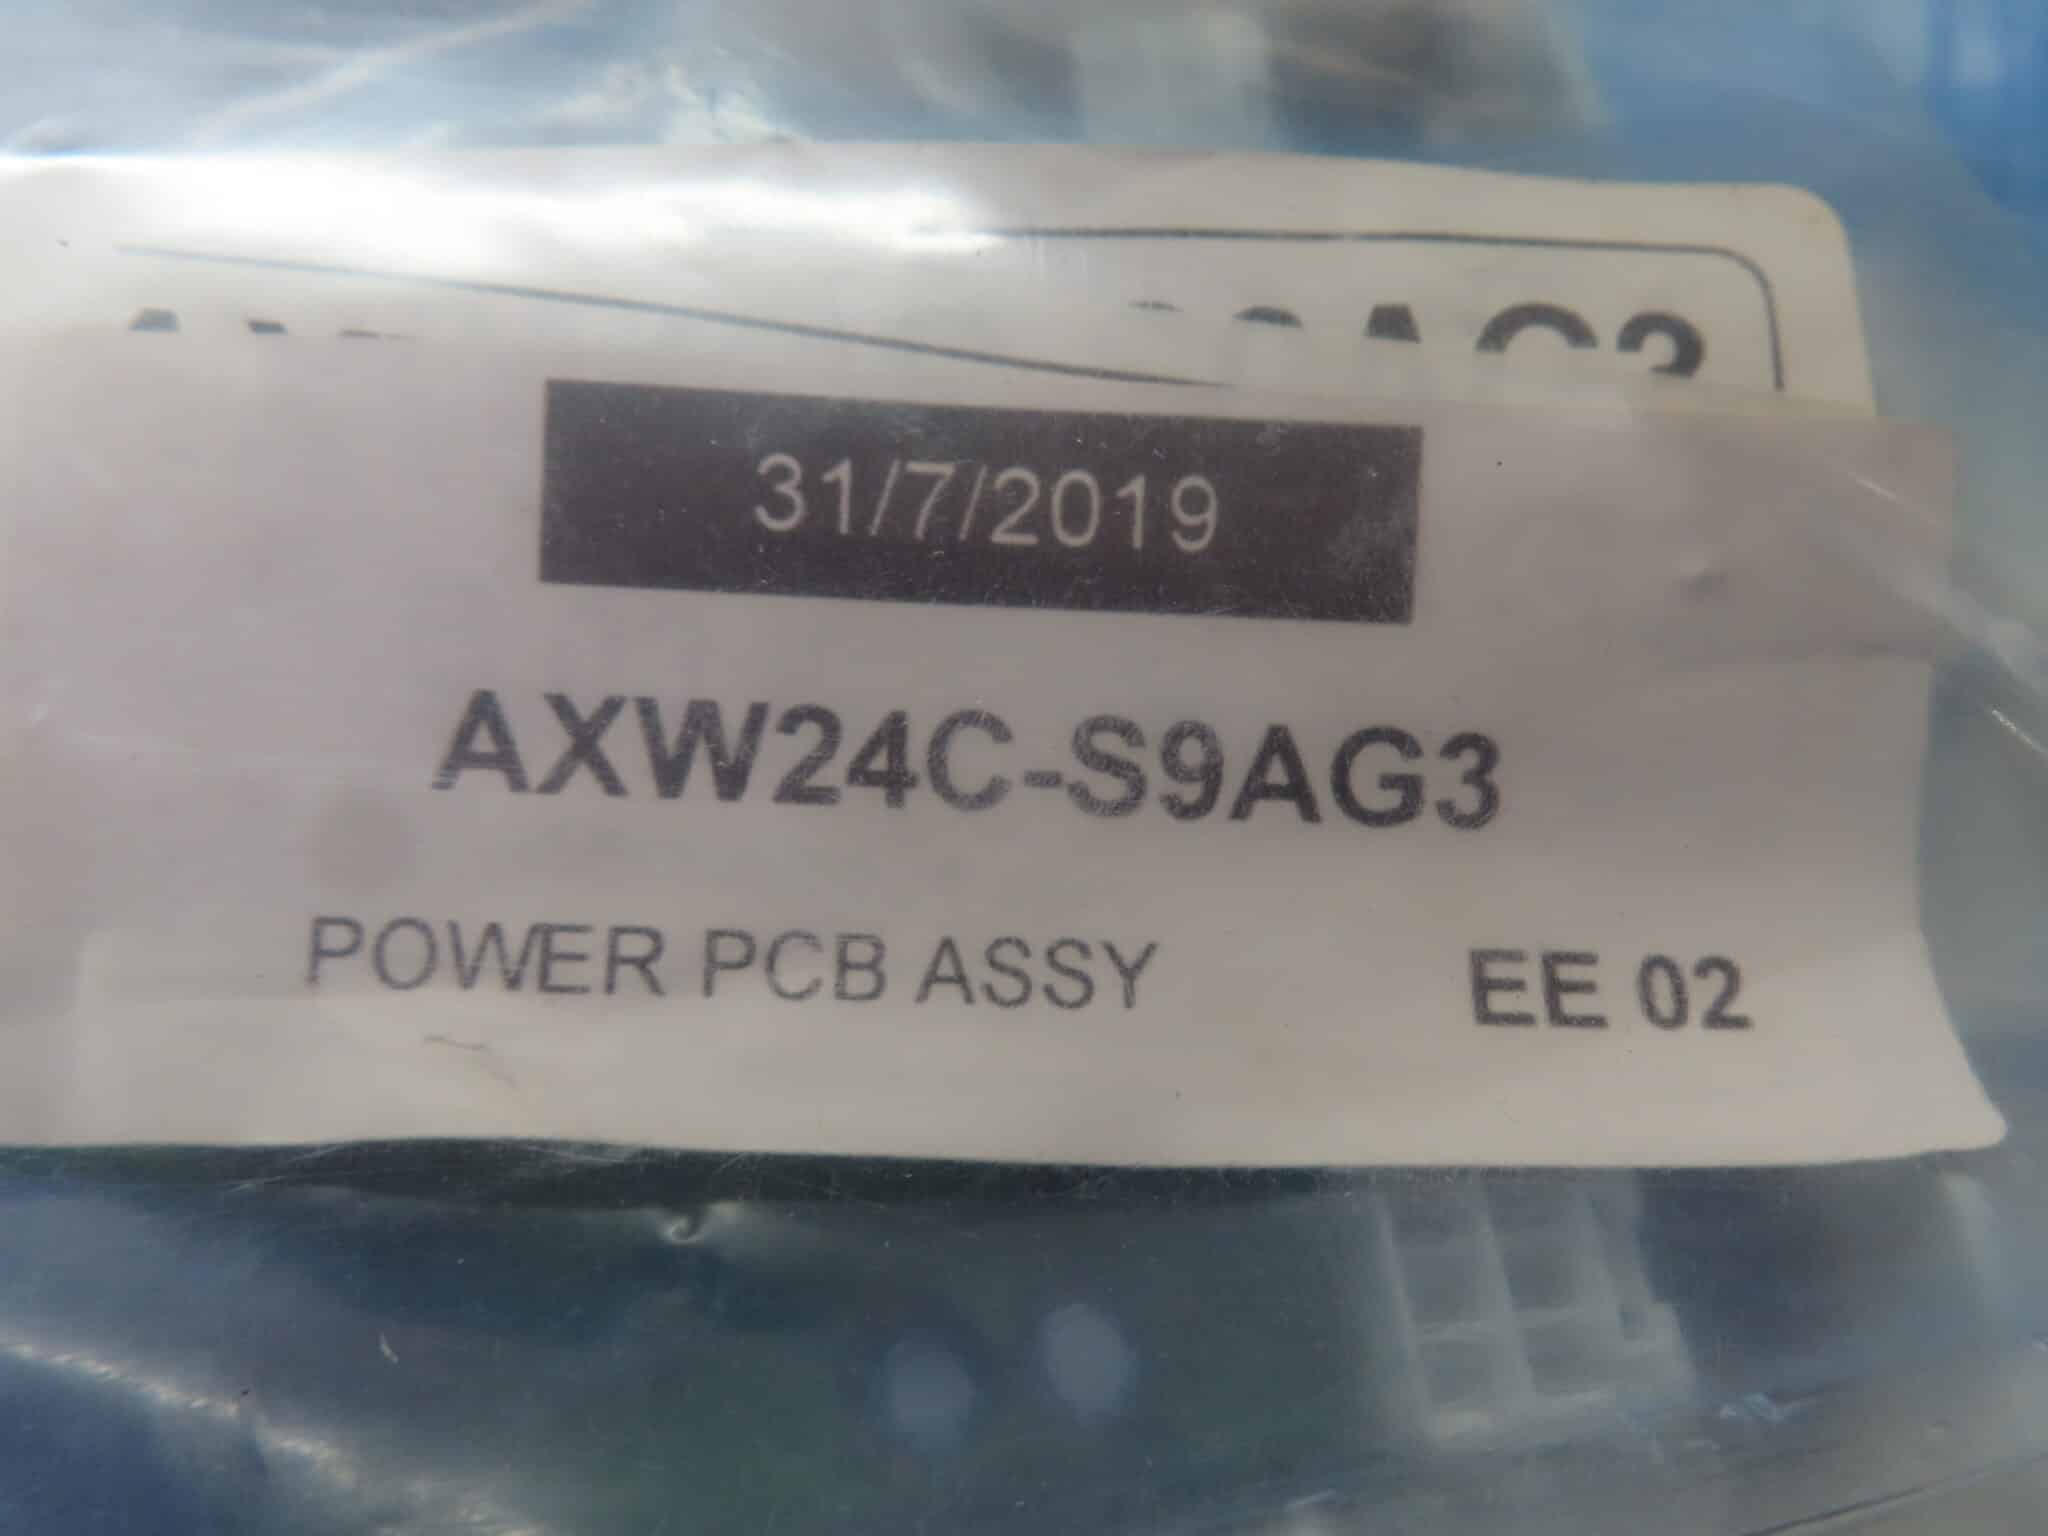 31/7/2019
AXW24C-S9AG3
POWER PCB ASSY EE 02